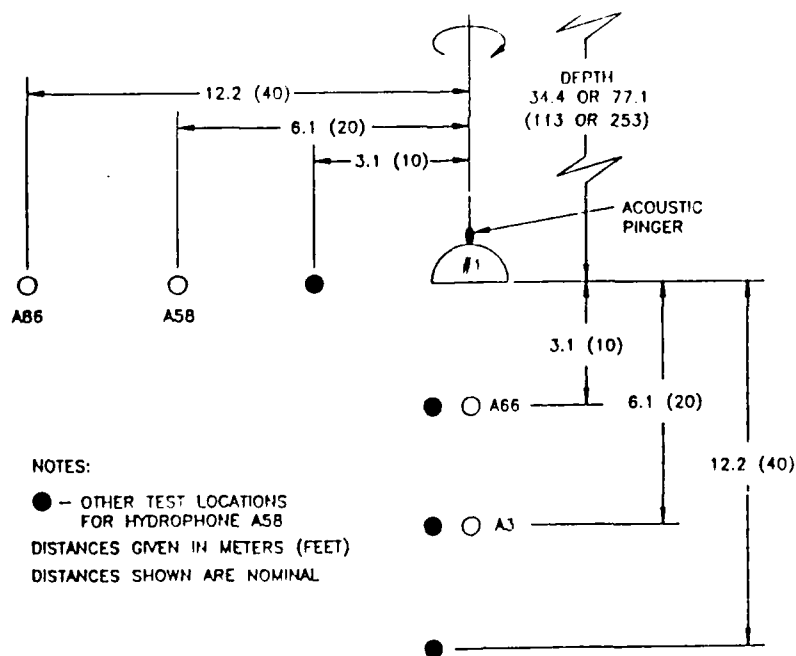 12.2 (40)
6.1 (20)
3.1 (10)
DEPTH
34.4 OR 77.1
(113 OR 253)
ACOUSTIC
PINGER
#1
A86
A58
3.1 (10)
A66
6.1 (20)
12.2 (40)
A3
NOTES:
● – OTHER TEST LOCATIONS
FOR HYDROPHONE A58
DISTANCES GIVEN IN METERS (FEET)
DISTANCES SHOWN ARE NOMINAL